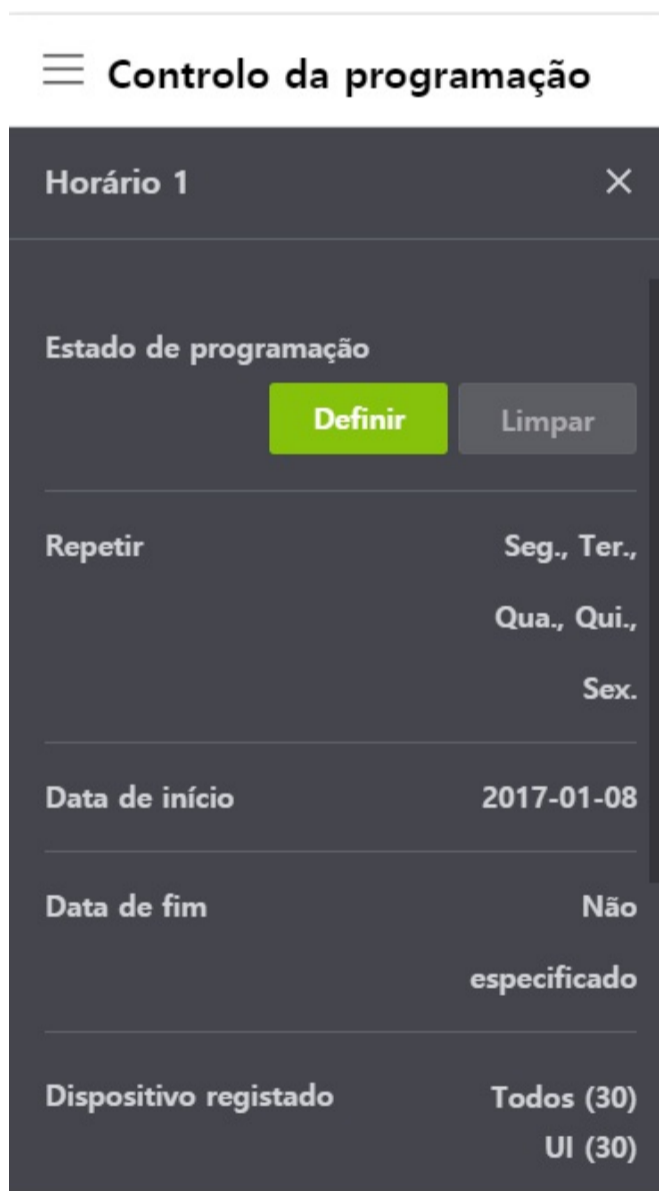 Controlo da programação
Horário 1
Estado de programação
Definir Limpar
Repetir Seg., Ter.,
Qua., Qui.,
Sex.
Data de início 2017-01-08
Data de fim Não
especificado
Dispositivo registado Todos (30)
UI (30)